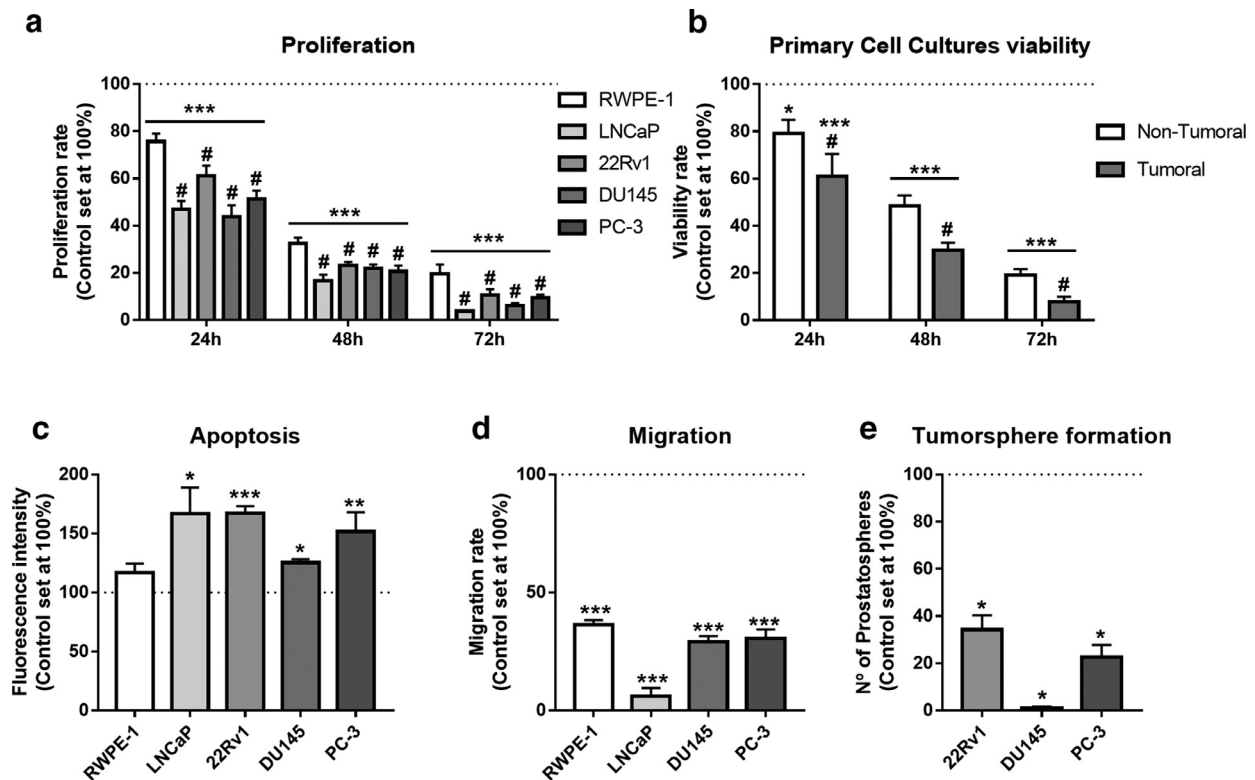 a
Proliferation
Proliferation rate
(Control set at 100%)
100
80
60
40
20
0
***
#
#
#
#
***
#
#
#
#
***
#
#
#
#
24h
48h
72h
RWPE-1
LNCaP
22Rv1
DU145
PC-3
b
Primary Cell Cultures viability
Viability rate
(Control set at 100%)
100
80
60
40
20
0
*
***
#
***
#
***
#
24h
48h
72h
Non-Tumoral
Tumoral
c
Apoptosis
Fluorescence intensity
(Control set at 100%)
200
150
100
50
0
*
***
*
**
RWPE-1
LNCaP
22Rv1
DU145
PC-3
d
Migration
Migration rate
(Control set at 100%)
100
50
0
***
***
***
***
RWPE-1
LNCaP
DU145
PC-3
e
Tumorsphere formation
Nº of Prostatospheres
(Control set at 100%)
100
80
60
40
20
0
*
*
*
22Rv1
DU145
PC-3